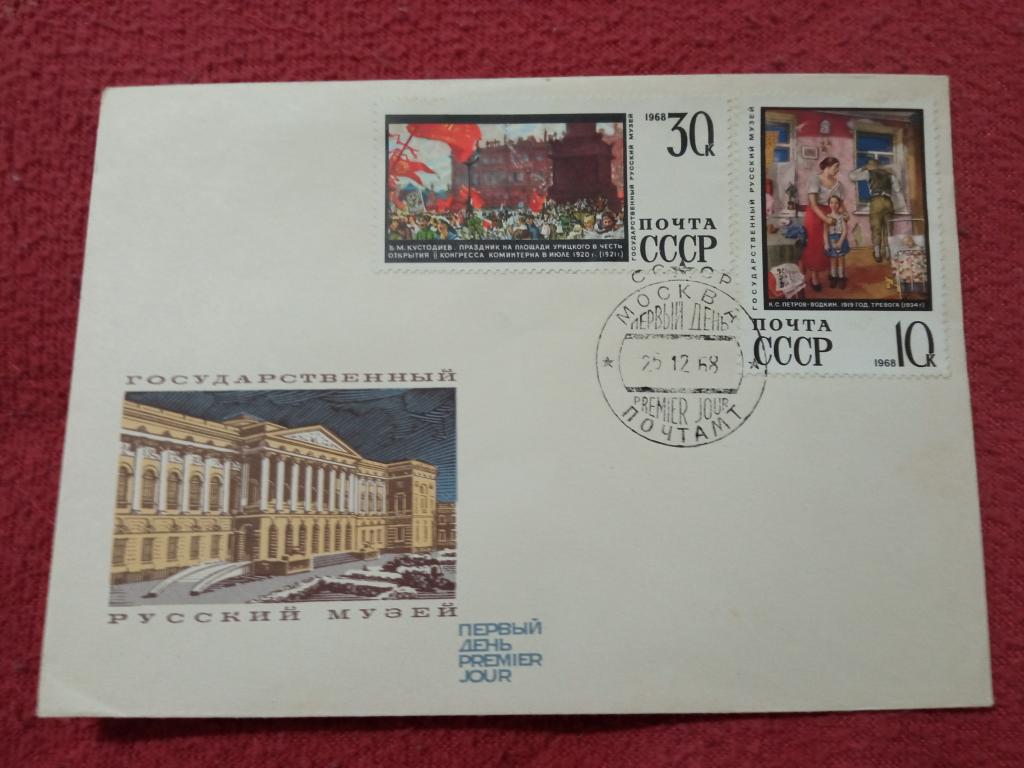 1968 30К
ПОЧТА
СССР
ГОСУДАРСТВЕННЫЙ РУССКИЙ МУЗЕЙ
Б.М. КУСТОДИЕВ. ПРАЗДНИК НА ПЛОЩАДИ УРИЦКОГО В ЧЕСТЬ
ОТКРЫТИЯ II КОНГРЕССА КОМИНТЕРНА В ИЮЛЕ 1920 г. (1921г.)
ГОСУДАРСТВЕННЫЙ РУССКИЙ МУЗЕЙ
К.С. ПЕТРОВ-ВОДКИН. 1919 ГОД. ТРЕВОГА (1934г.)
ПОЧТА
СССР
1968 10К
СССР
МОСКВА
ПЕРВЫЙ ДЕНЬ
25 12 68
PREMIER JOUR
ПОЧТАМТ
ГОСУДАРСТВЕННЫЙ
РУССКИЙ МУЗЕЙ
ПЕРВЫЙ
ДЕНЬ
PREMIER
JOUR